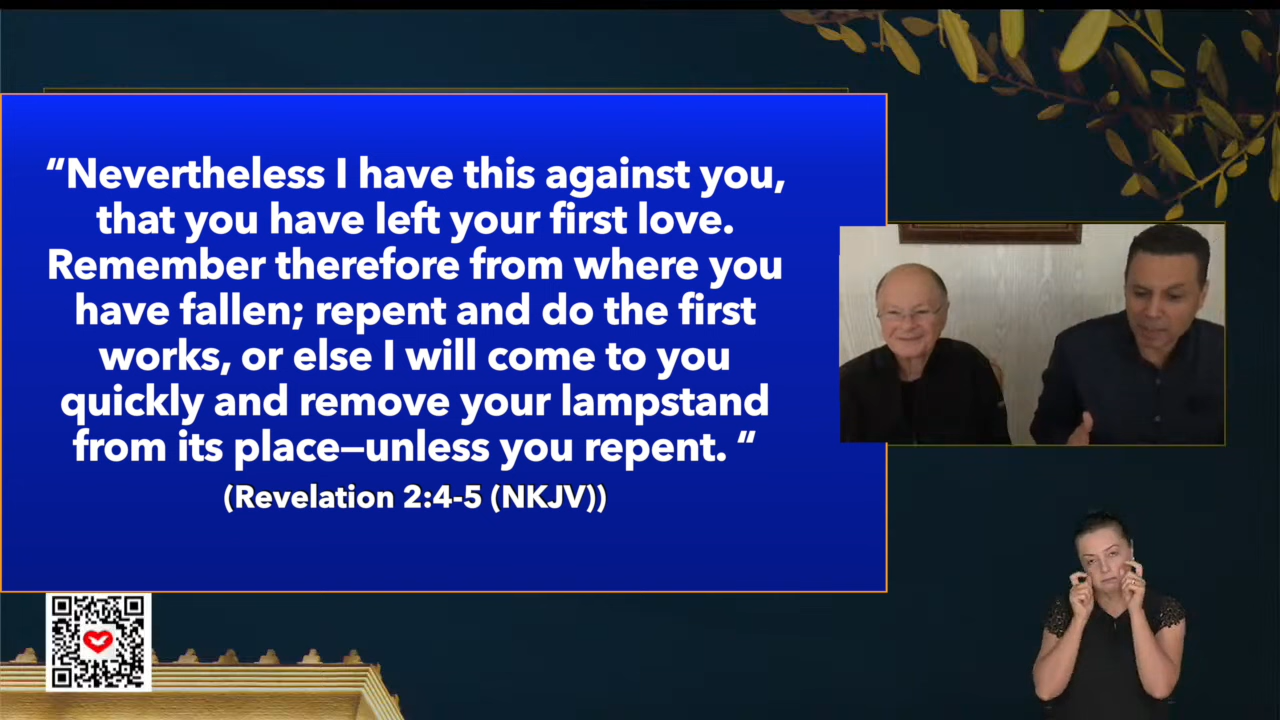 “Nevertheless I have this against you,
that you have left your first love.
Remember therefore from where you
have fallen; repent and do the first
works, or else I will come to you
quickly and remove your lampstand
from its place—unless you repent. “
(Revelation 2:4-5 (NKJV))